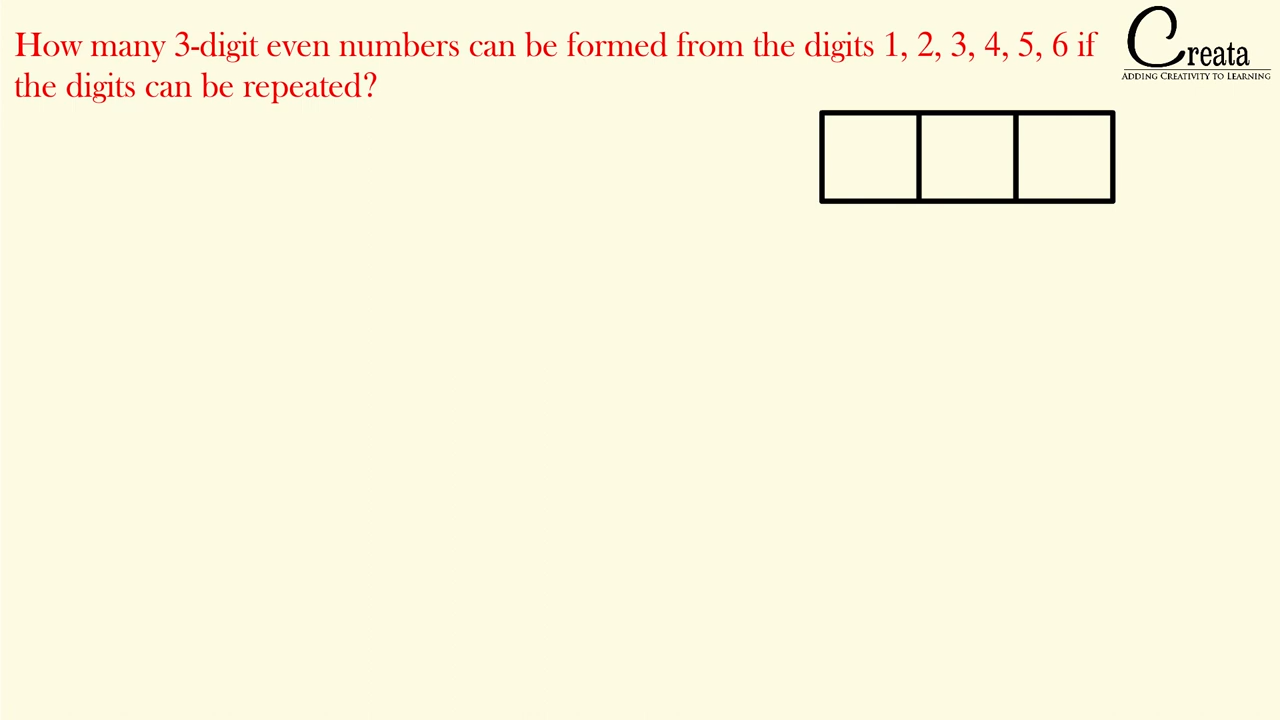 How many 3-digit even numbers can be formed from the digits 1, 2, 3, 4, 5, 6 if
the digits can be repeated?
Creata
ADDING CREATIVITY TO LEARNING